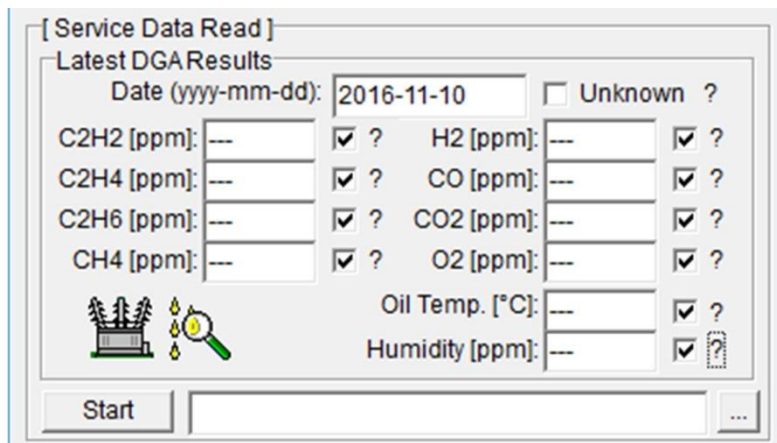 [ Service Data Read ]
Latest DGA Results
Date (yyyy-mm-dd): 2016-11-10 Unknown ?
C2H2 [ppm]: --- ? H2 [ppm]: --- ?
C2H4 [ppm]: --- ? CO [ppm]: --- ?
C2H6 [ppm]: --- ? CO2 [ppm]: --- ?
CH4 [ppm]: --- ? O2 [ppm]: --- ?
Oil Temp. [°C]: --- ?
Humidity [ppm]: --- ?
Start ...